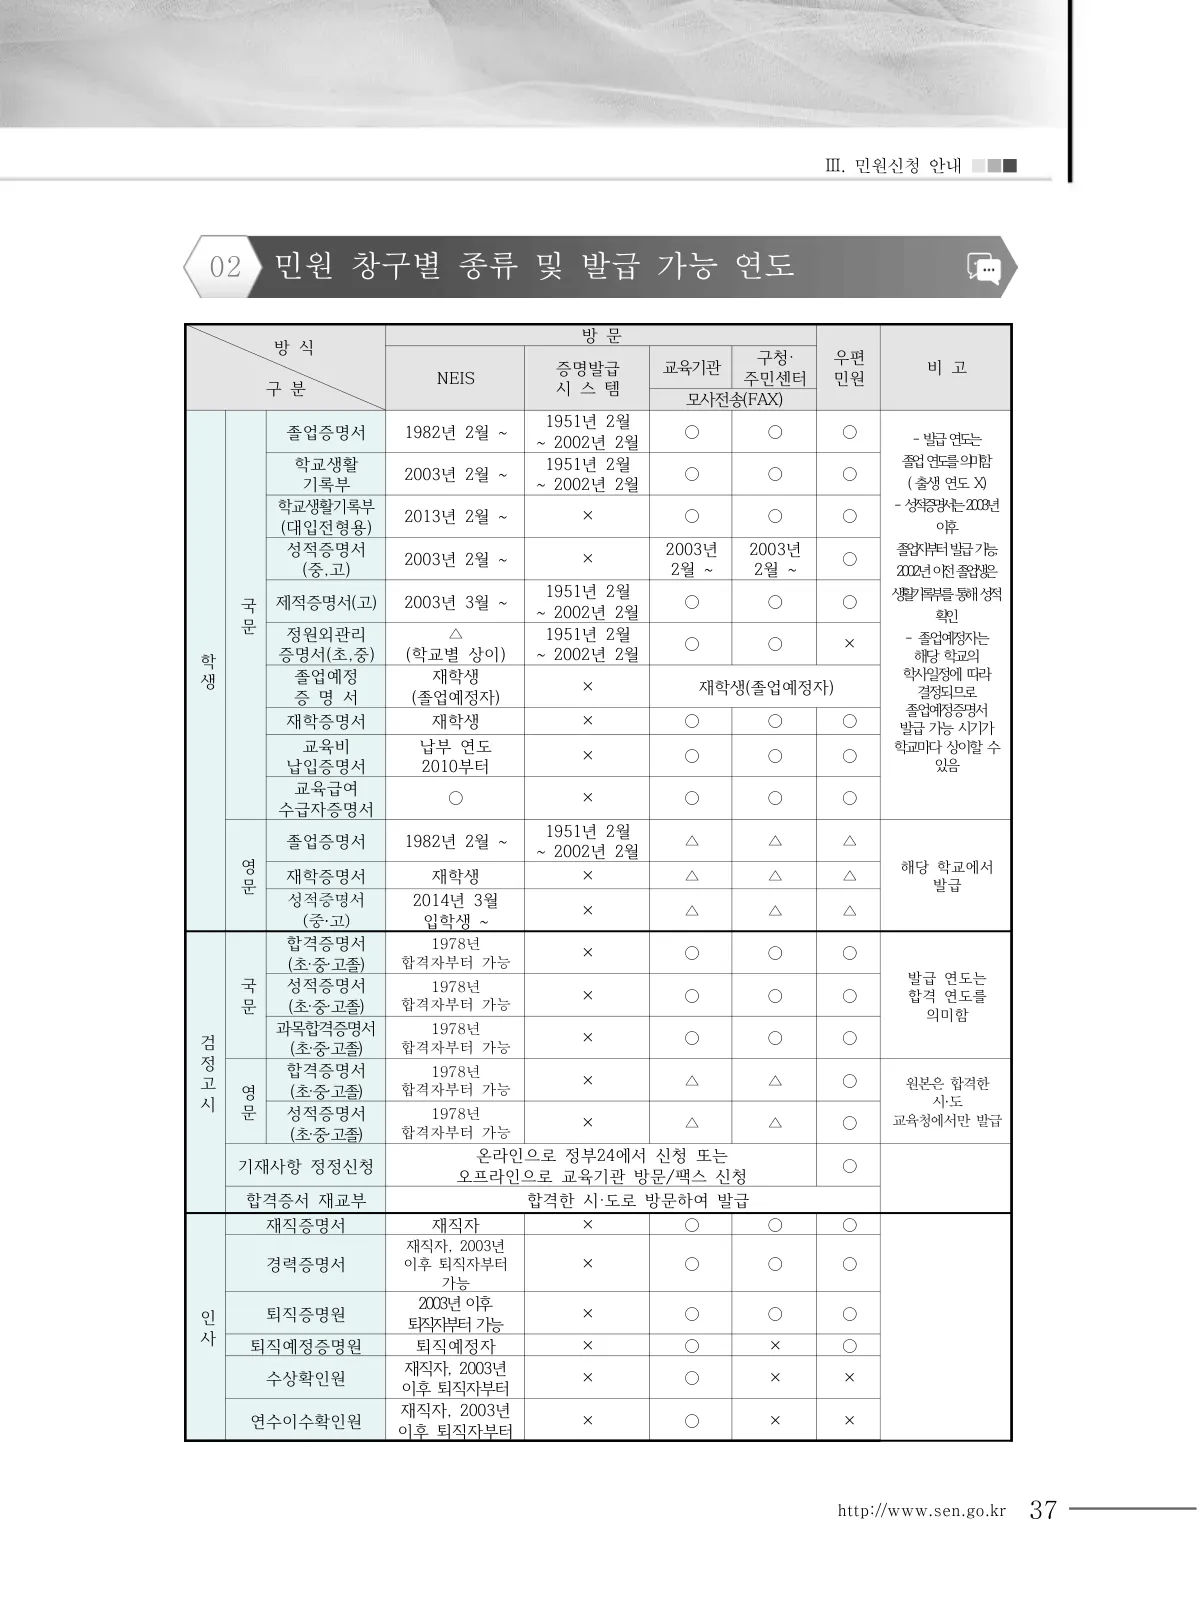 Ⅲ. 민원신청 안내
02 민원 창구별 종류 및 발급 가능 연도
방 식
구 분
방 문
NEIS
증명발급
시 스 템
교육기관
구청·
주민센터
모사전송(FAX)
우편
민원
비 고
학
생
국
문
졸업증명서 1982년 2월 ~ 1951년 2월
~ 2002년 2월 ○ ○ ○
학교생활
기록부 2003년 2월 ~ 1951년 2월
~ 2002년 2월 ○ ○ ○
학교생활기록부
(대입전형용) 2013년 2월 ~ × ○ ○ ○
성적증명서
(중,고) 2003년 2월 ~ × 2003년
2월 ~ 2003년
2월 ~ ○
제적증명서(고) 2003년 3월 ~ 1951년 2월
~ 2002년 2월 ○ ○ ○
정원외관리
증명서(초,중) △
(학교별 상이) 1951년 2월
~ 2002년 2월 ○ ○ ×
졸업예정
증 명 서 재학생
(졸업예정자) × 재학생(졸업예정자)
재학증명서 재학생 × ○ ○ ○
교육비
납입증명서 납부 연도
2010부터 × ○ ○ ○
교육급여
수급자증명서 ○ × ○ ○ ○
- 발급 연도는
졸업 연도를 의미함
( 출생 연도 X)
- 성적증명서는 2003년
이후
졸업자부터 발급 가능,
2002년 이전 졸업생은
생활기록부를 통해 성적
확인
- 졸업예정자는
해당 학교의
학사일정에 따라
결정되므로
졸업예정증명서
발급 가능 시기가
학교마다 상이할 수
있음
영
문
졸업증명서 1982년 2월 ~ 1951년 2월
~ 2002년 2월 △ △ △
재학증명서 재학생 × △ △ △
성적증명서
(중·고) 2014년 3월
입학생 ~ × △ △ △
해당 학교에서
발급
검
정
고
시
국
문
합격증명서
(초·중·고졸) 1978년
합격자부터 가능 × ○ ○ ○
성적증명서
(초·중·고졸) 1978년
합격자부터 가능 × ○ ○ ○
과목합격증명서
(초·중·고졸) 1978년
합격자부터 가능 × ○ ○ ○
발급 연도는
합격 연도를
의미함
영
문
합격증명서
(초·중·고졸) 1978년
합격자부터 가능 × △ △ ○
성적증명서
(초·중·고졸) 1978년
합격자부터 가능 × △ △ ○
원본은 합격한
시·도
교육청에서만 발급
기재사항 정정신청 온라인으로 정부24에서 신청 또는
오프라인으로 교육기관 방문/팩스 신청 ○
합격증서 재교부 합격한 시·도로 방문하여 발급
인
사
재직증명서 재직자 × ○ ○ ○
경력증명서 재직자, 2003년
이후 퇴직자부터
가능 × ○ ○ ○
퇴직증명원 2003년 이후
퇴직자부터 가능 × ○ ○ ○
퇴직예정증명원 퇴직예정자 × ○ × ○
수상확인원 재직자, 2003년
이후 퇴직자부터 × ○ × ×
연수이수확인원 재직자, 2003년
이후 퇴직자부터 × ○ × ×
http://www.sen.go.kr 37